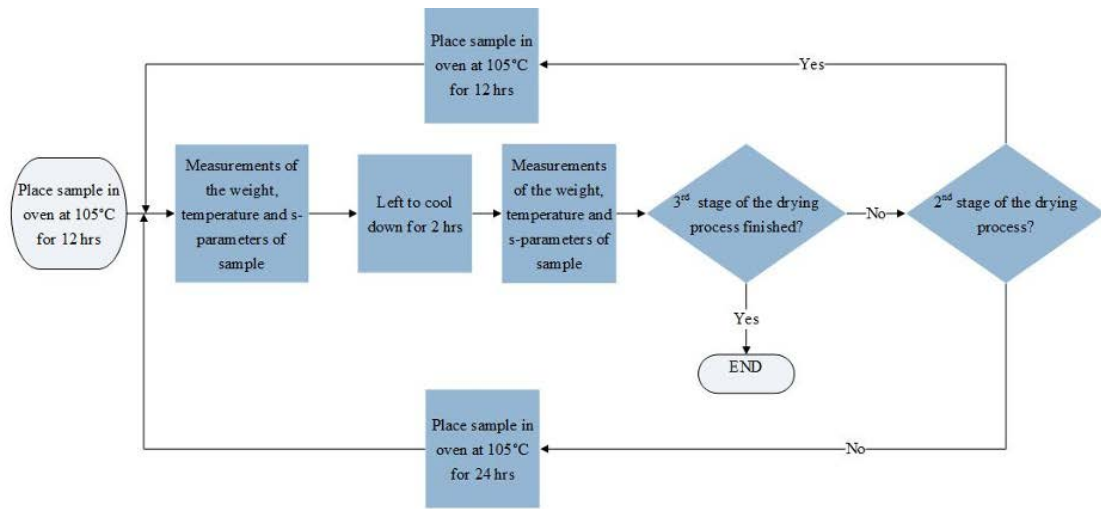 Place sample in
oven at 105°C
for 12 hrs
Yes
Place sample in
oven at 105°C
for 12 hrs
Measurements of
the weight,
temperature and s-
parameters of
sample
Left to cool
down for 2 hrs
Measurements
of the weight,
temperature and
s-parameters of
sample
3rd stage of the drying
process finished?
No
2nd stage of the drying
process?
Yes
END
Place sample in
oven at 105°C
for 24 hrs
No